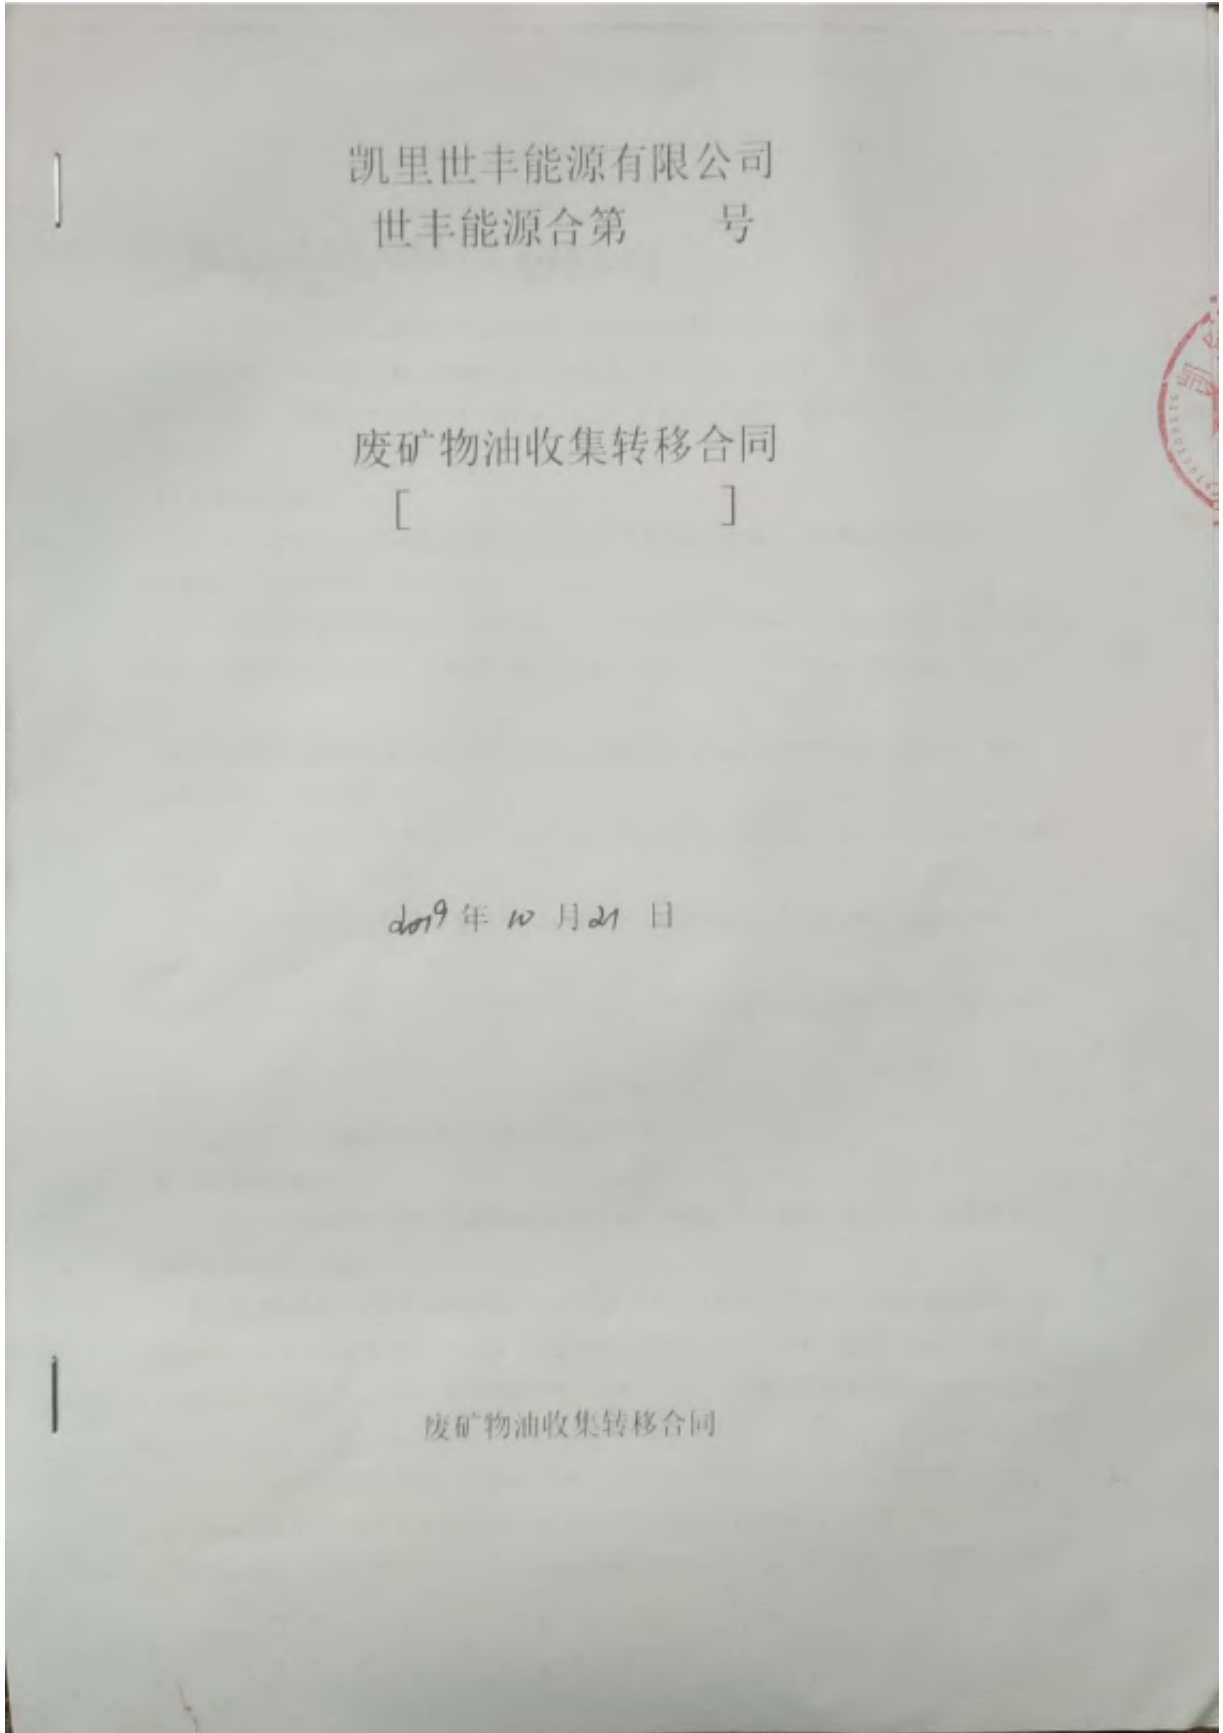 凯里世丰能源有限公司
世丰能源合第 号
废矿物油收集转移合同
[ ]
2019年10月21日
废矿物油收集转移合同
凯